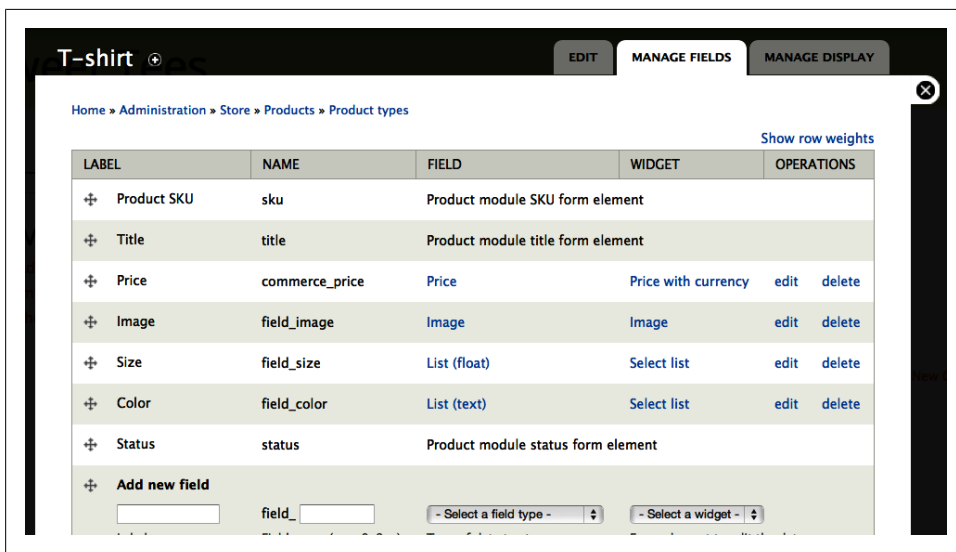 T-shirt
EDIT MANAGE FIELDS MANAGE DISPLAY
Home » Administration » Store » Products » Product types
Show row weights
LABEL NAME FIELD WIDGET OPERATIONS
Product SKU sku Product module SKU form element
Title title Product module title form element
Price commerce_price Price Price with currency edit delete
Image field_image Image Image edit delete
Size field_size List (float) Select list edit delete
Color field_color List (text) Select list edit delete
Status status Product module status form element
Add new field
field_ - Select a field type - - Select a widget -